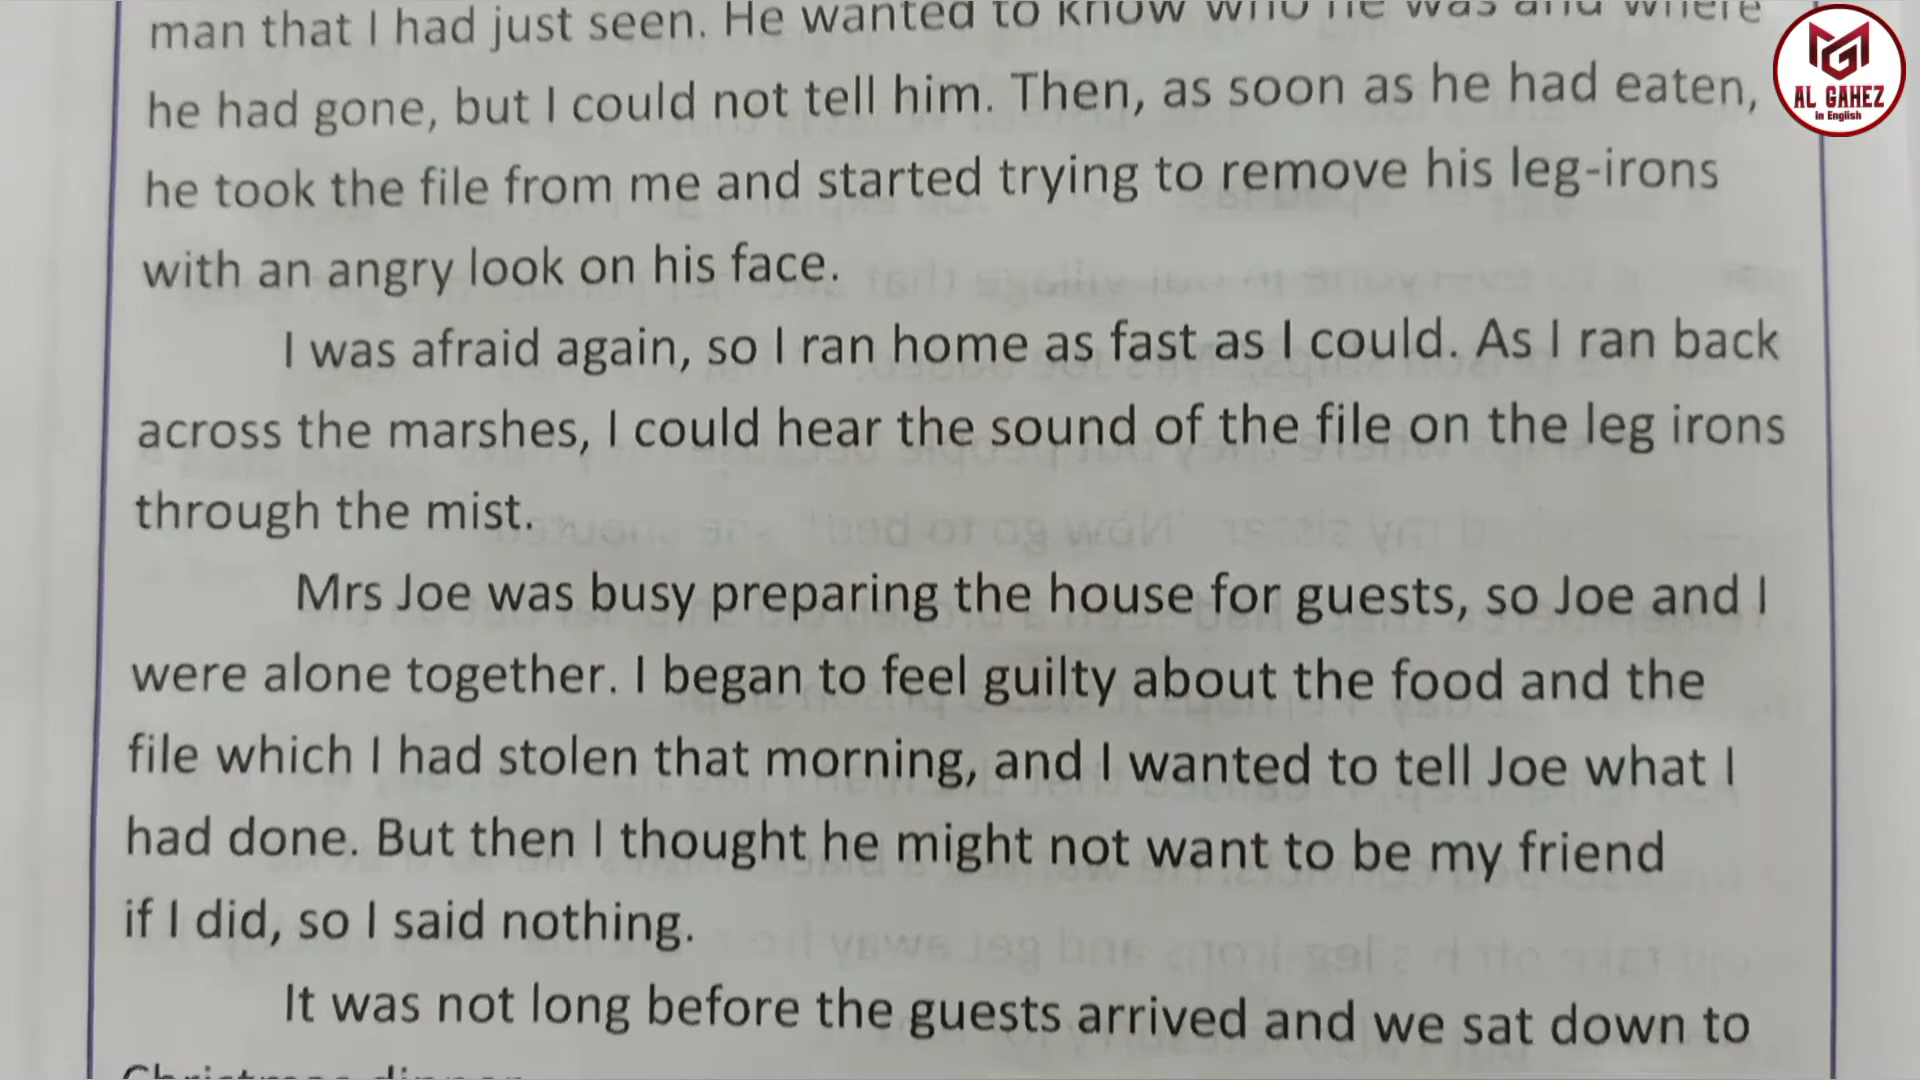 man that I had just seen. He wanted to know who he was and where
he had gone, but I could not tell him. Then, as soon as he had eaten,
he took the file from me and started trying to remove his leg-irons
with an angry look on his face.
I was afraid again, so I ran home as fast as I could. As I ran back
across the marshes, I could hear the sound of the file on the leg irons
through the mist.
Mrs Joe was busy preparing the house for guests, so Joe and I
were alone together. I began to feel guilty about the food and the
file which I had stolen that morning, and I wanted to tell Joe what I
had done. But then I thought he might not want to be my friend
if I did, so I said nothing.
It was not long before the guests arrived and we sat down to
Christmas dinner
MG
AL GAHEZ
in English